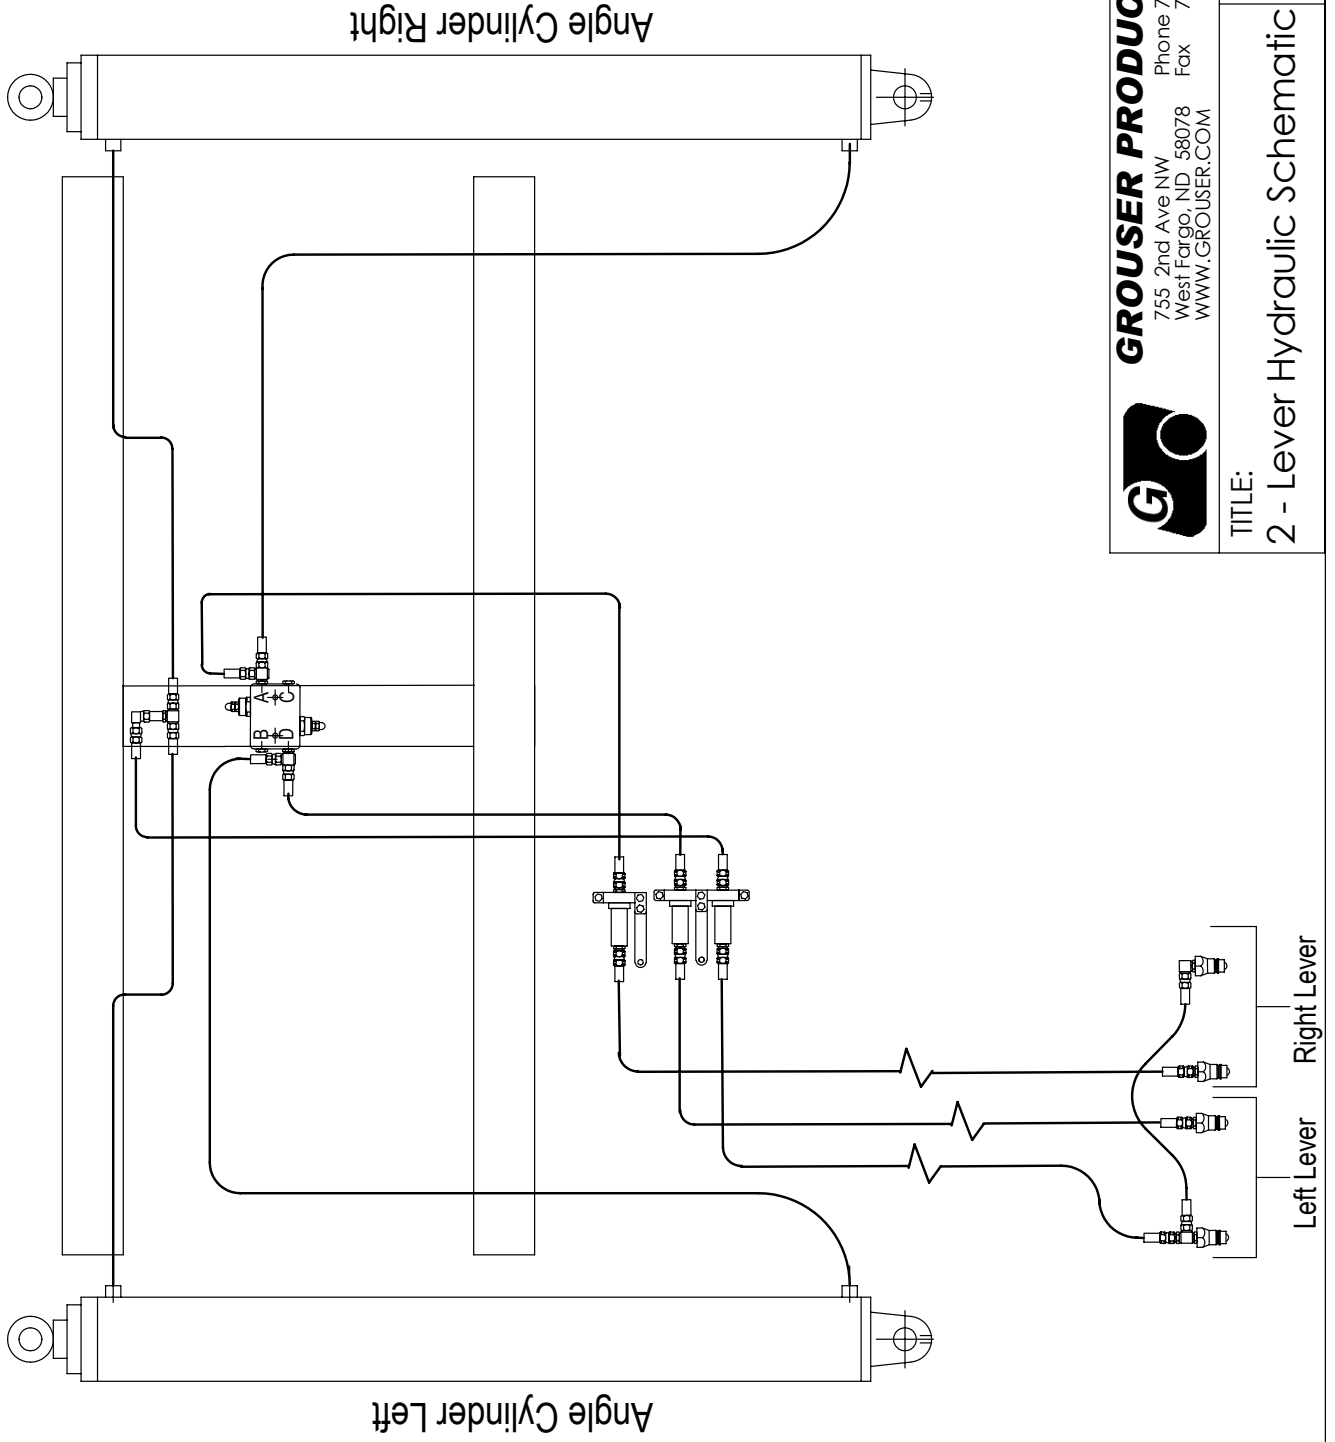 Angle Cylinder Left
Angle Cylinder Right
A
B
C
D
Left Lever
Right Lever
G
GROUSER PRODUC
755 2nd Ave NW
Phone 7
West Fargo, ND 58078
Fax 7
WWW.GROUSER.COM
TITLE:
2 - Lever Hydraulic Schematic